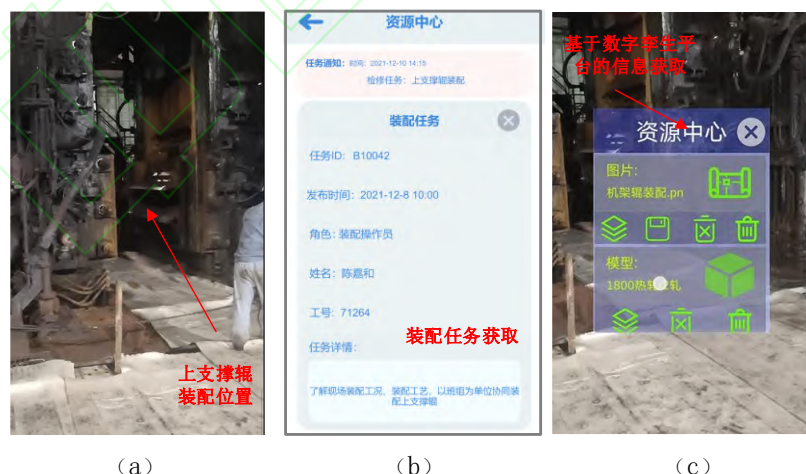 上支撑辊
装配位置
(a)
资源中心
任务通知: 时间: 2021-12-10 14:15
检修任务: 上支撑辊装配
装配任务
任务ID: B10042
发布时间: 2021-12-8 10:00
角色: 装配操作员
姓名: 陈嘉和
工号: 71264
装配任务获取
任务详情:
了解现场装配工况、装配工艺，以班组为单位协同装
配上支撑辊
(b)
基于数字孪生平
台的信息获取
资源中心
图片:
机架辊装配.pn
模型:
1800热轧
轧
(c)